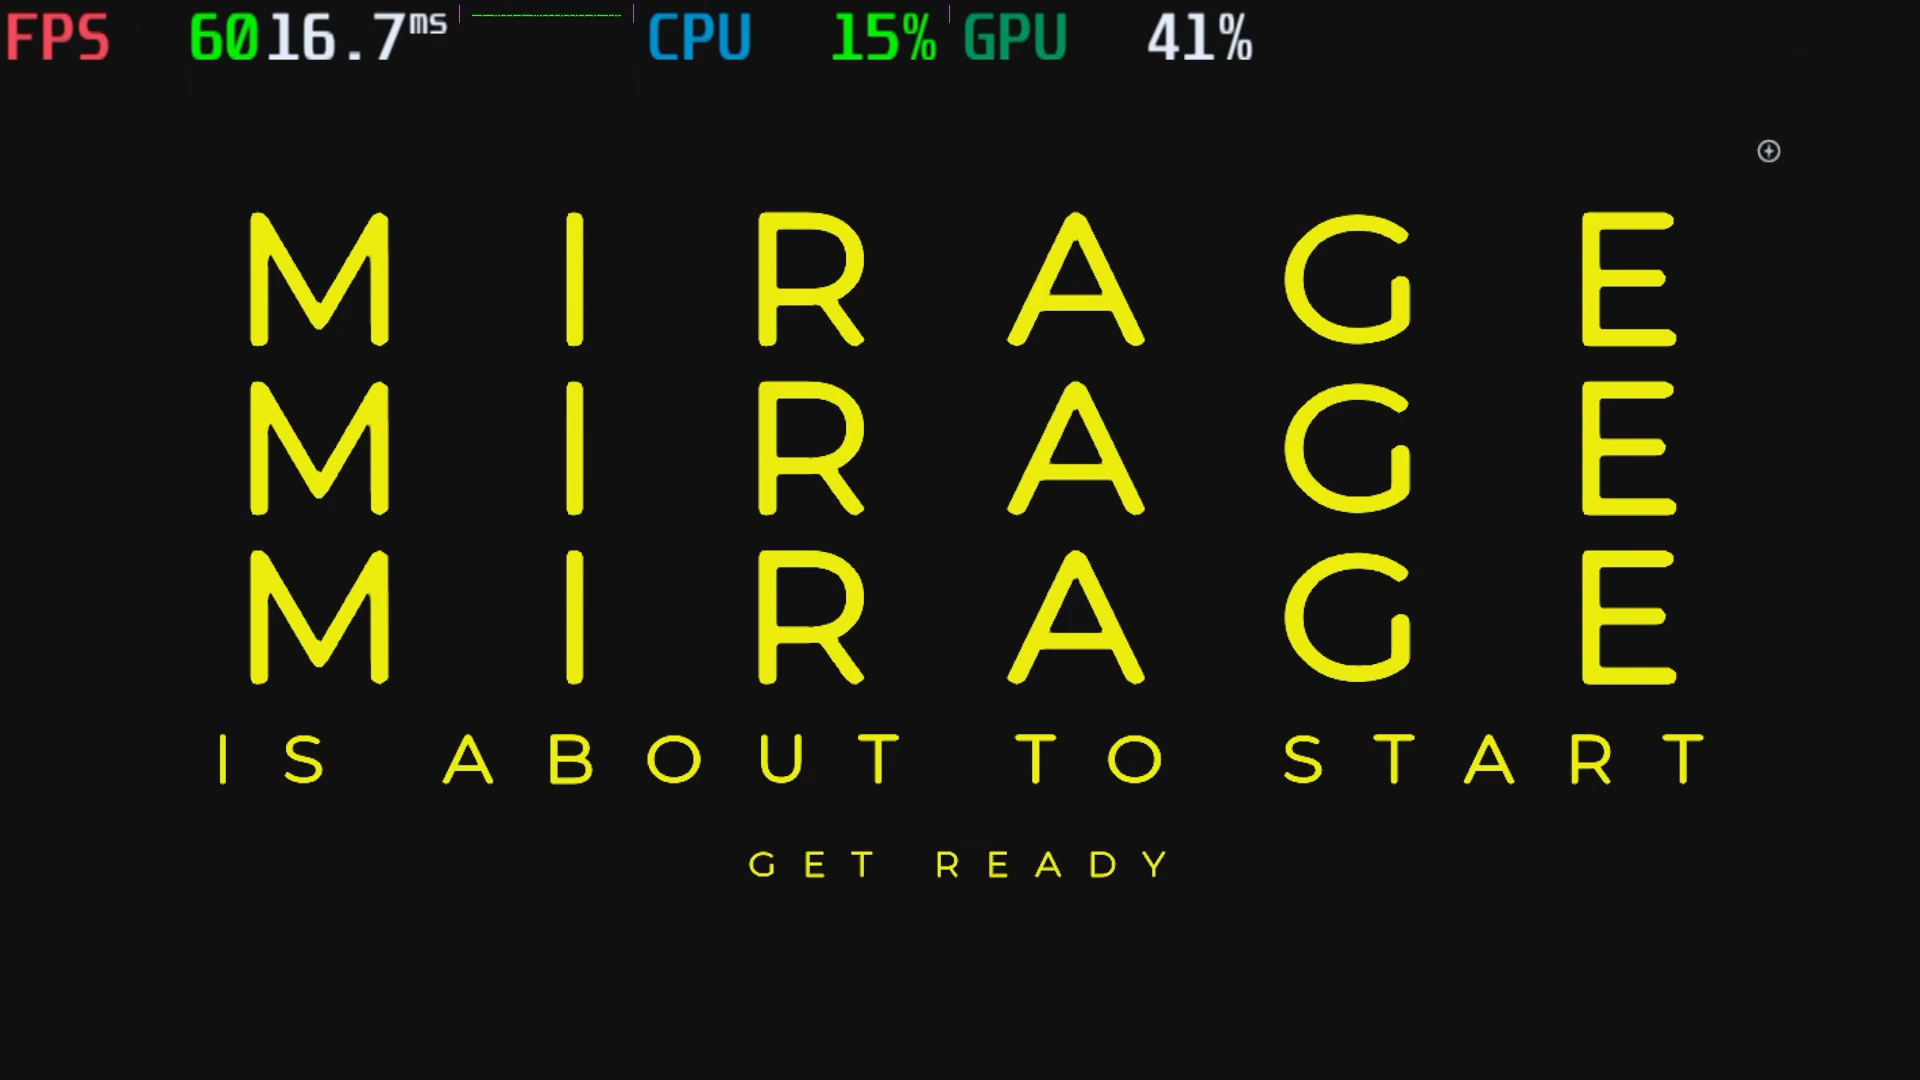 FPS 60 16.7ms CPU 15% GPU 41%
MIRAGE
MIRAGE
MIRAGE
IS ABOUT TO START
GET READY